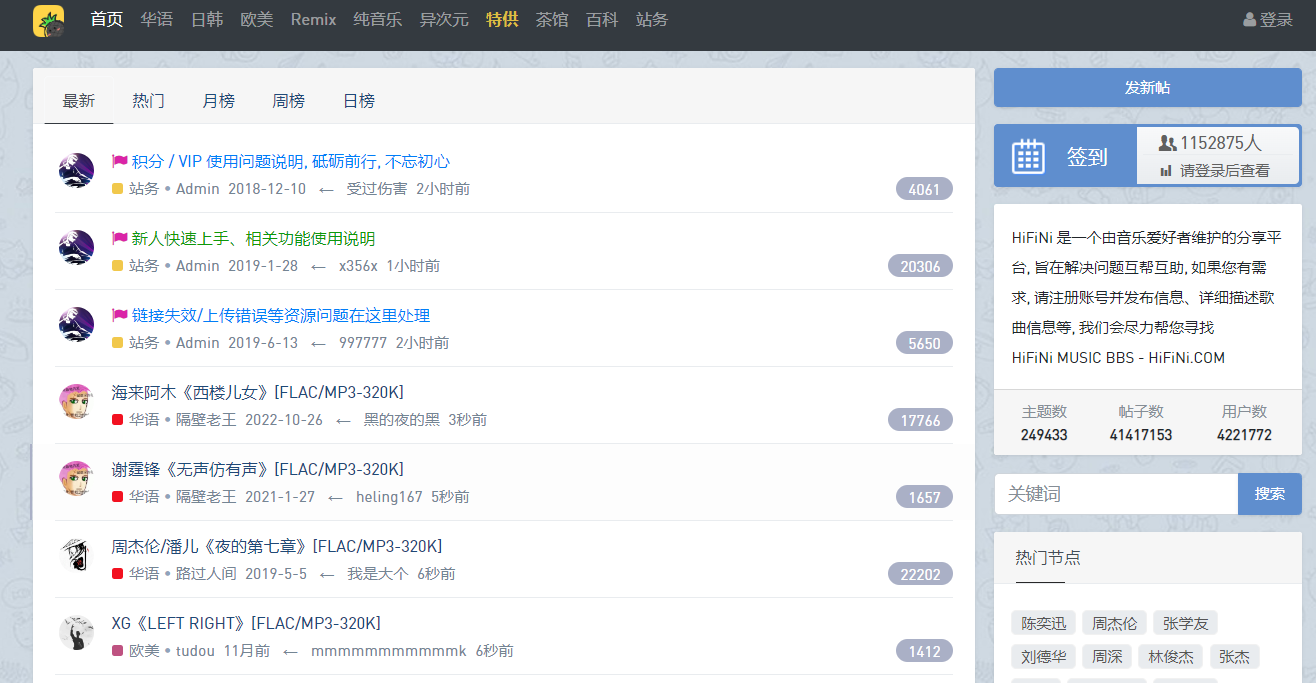 首页 华语 日韩 欧美 Remix 纯音乐 异次元 特供 茶馆 百科 站务 登录
最新 热门 月榜 周榜 日榜
积分 / VIP 使用问题说明, 砥砺前行, 不忘初心
站务 • Admin 2018-12-10 ← 受过伤害 2小时前 4061
新人快速上手、相关功能使用说明
站务 • Admin 2019-1-28 ← x356x 1小时前 20306
链接失效/上传错误等资源问题在这里处理
站务 • Admin 2019-6-13 ← 997777 2小时前 5650
海来阿木《西楼儿女》[FLAC/MP3-320K]
华语 • 隔壁老王 2022-10-26 ← 黑的夜的黑 3秒前 17766
谢霆锋《无声仿有声》[FLAC/MP3-320K]
华语 • 隔壁老王 2021-1-27 ← heling167 5秒前 1657
周杰伦/潘儿《夜的第七章》[FLAC/MP3-320K]
华语 • 路过人间 2019-5-5 ← 我是大个 6秒前 22202
XG《LEFT RIGHT》[FLAC/MP3-320K]
欧美 • tudou 11月前 ← mmmmmmmmmmmk 6秒前 1412
发新帖
签到
1152875人
请登录后查看
HiFiNi 是一个由音乐爱好者维护的分享平
台, 旨在解决问题互帮互助, 如果您有需
求, 请注册账号并发布信息、详细描述歌
曲信息等, 我们会尽力帮您寻找
HiFiNi MUSIC BBS - HiFiNi.COM
主题数 帖子数 用户数
249433 41417153 4221772
关键词 搜索
热门节点
陈奕迅 周杰伦 张学友
刘德华 周深 林俊杰 张杰